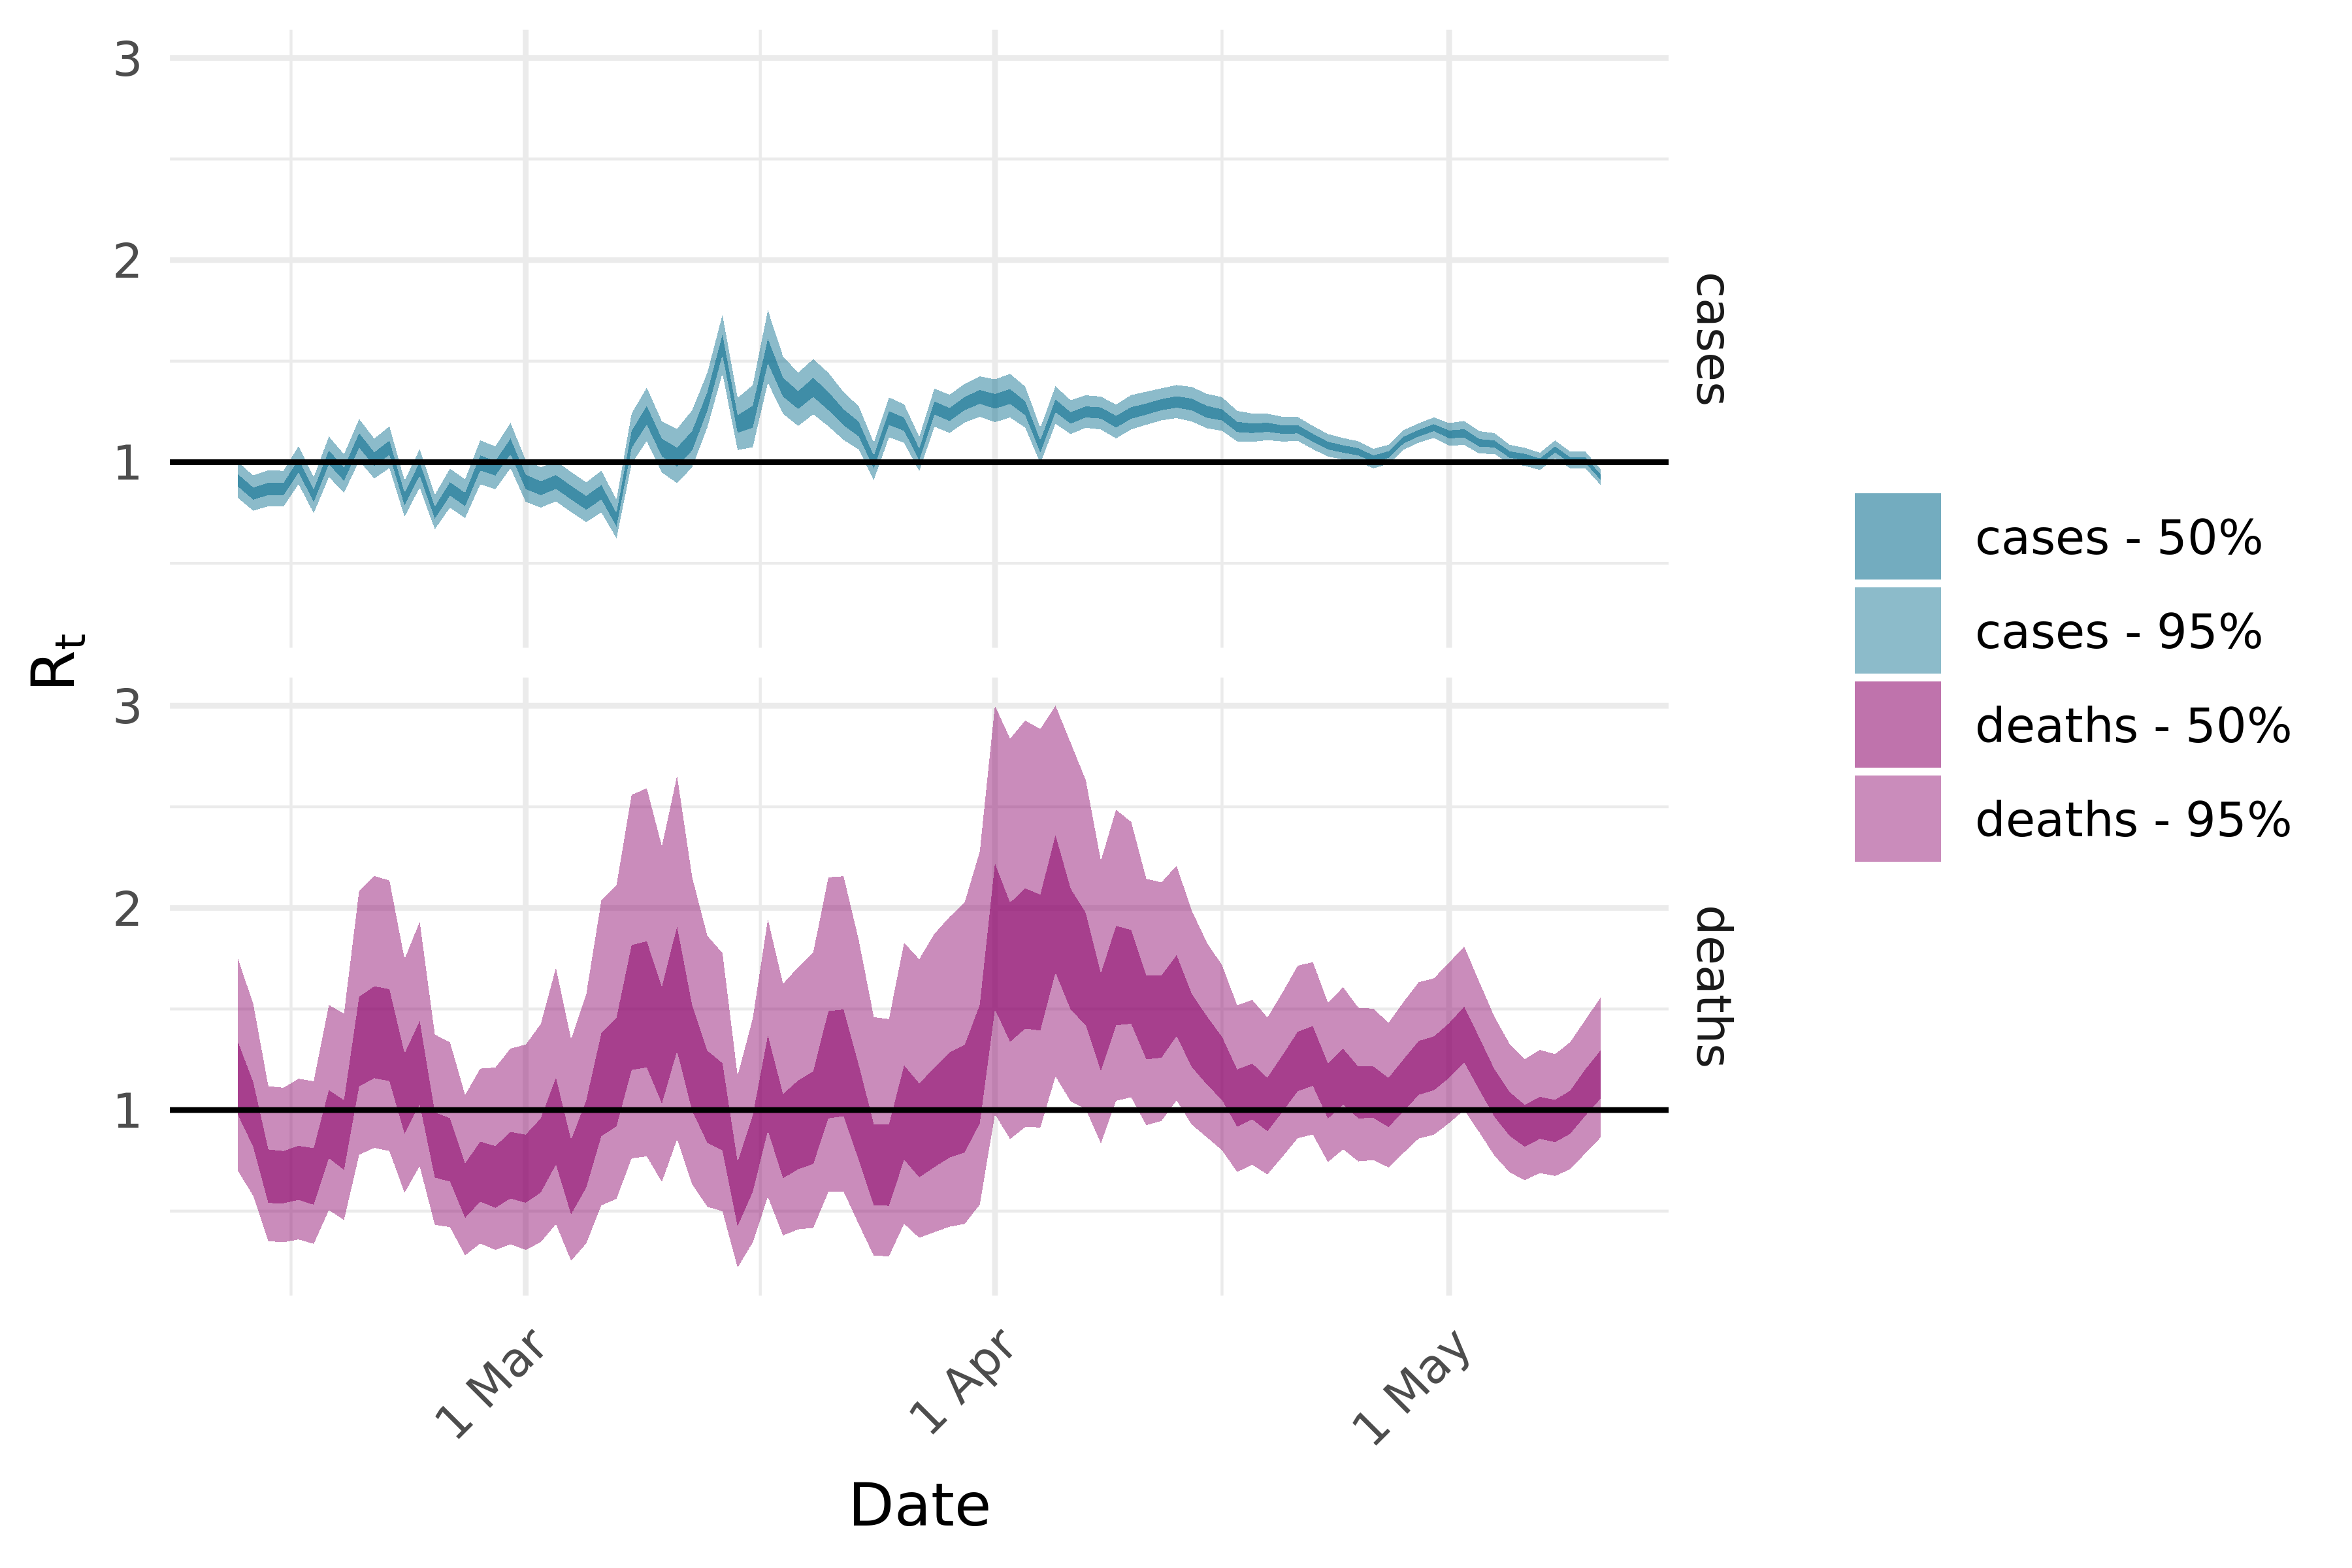 3
2
1
cases
3
2
1
deaths
Rt
1 Mar
1 Apr
1 May
Date
cases - 50%
cases - 95%
deaths - 50%
deaths - 95%